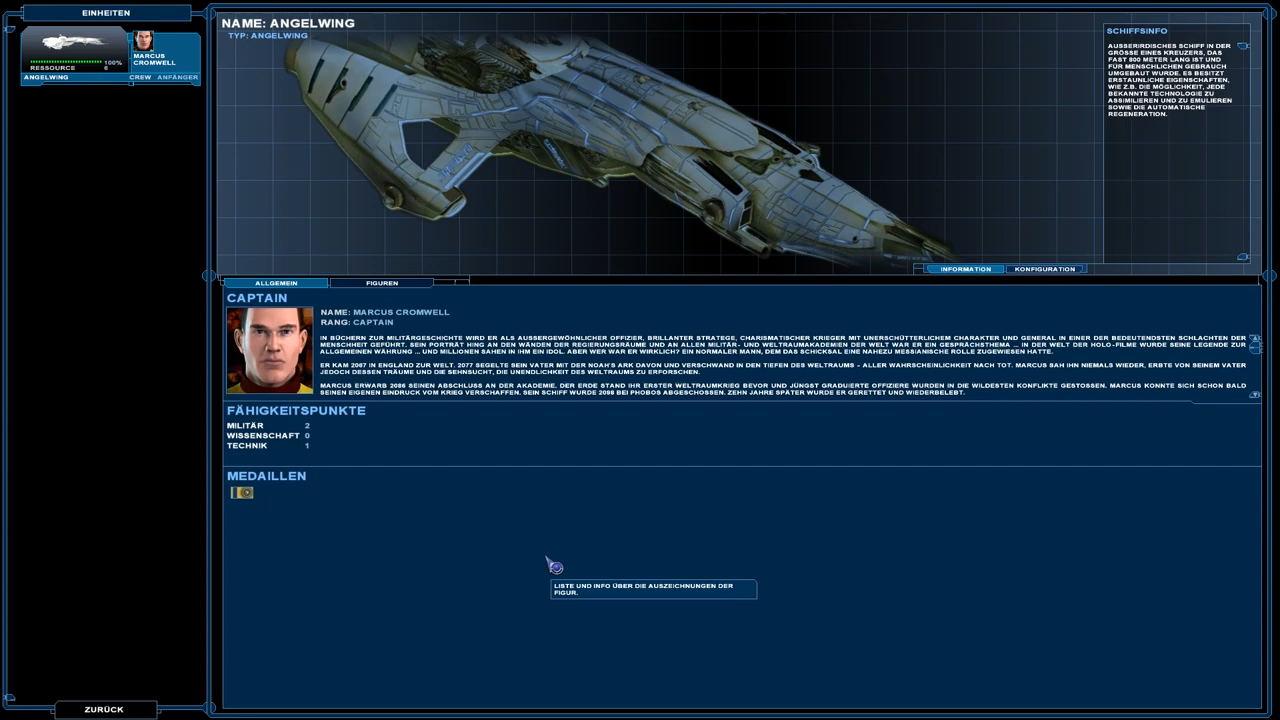 EINHEITEN
MARCUS
CROMWELL
100%
RESSOURCE 6
ANGELWING
CREW ANFÄNGER
NAME: ANGELWING
TYP: ANGELWING
SCHIFFSINFO
AUSSERIRDISCHES SCHIFF IN DER
GRÖSSE EINES KREUZERS, DAS
FAST 800 METER LANG IST UND
FÜR MENSCHLICHEN GEBRAUCH
UMGEBAUT WURDE. ES BESITZT
ERSTAUNLICHE EIGENSCHAFTEN,
WIE Z.B. DIE MÖGLICHKEIT, JEDE
BEKANNTE TECHNOLOGIE ZU
ASSIMILIEREN UND ZU EMULIEREN
SOWIE DIE AUTOMATISCHE
REGENERATION.
INFORMATION
KONFIGURATION
ALLGEMEIN
FIGUREN
CAPTAIN
NAME: MARCUS CROMWELL
RANG: CAPTAIN
IN BÜCHERN ZUR MILITÄRGESCHICHTE WIRD ER ALS AUSSERGEWÖHNLICHER OFFIZIER, BRILLANTER STRATEGE, CHARISMATISCHER KRIEGER MIT UNERSCHÜTTERLICHEM CHARAKTER UND GENERAL IN EINER DER BEDEUTENDSTEN SCHLACHTEN DER
MENSCHHEIT GEFÜHRT. SEIN PORTRÄT HING AN DEN WÄNDEN DER REGIERUNGSRÄUME UND AN ALLEN MILITÄR- UND WELTRAUMAKADEMIEN DER WELT WAR ER EIN GESPRÄCHSTHEMA ... IN DER WELT DER HOLO-FILME WURDE SEINE LEGENDE ZUR
ALLGEMEINEN WÄHRUNG ... UND MILLIONEN SAHEN IN IHM EIN IDOL. ABER WER WAR ER WIRKLICH? EIN NORMALER MANN, DEM DAS SCHICKSAL EINE NAHEZU MESSIANISCHE ROLLE ZUGEWIESEN HATTE.
ER KAM 2067 IN ENGLAND ZUR WELT. 2077 SEGELTE SEIN VATER MIT DER NOAH'S ARK DAVON UND VERSCHWAND IN DEN TIEFEN DES WELTRAUMS - ALLER WAHRSCHEINLICHKEIT NACH TOT. MARCUS SAH IHN NIEMALS WIEDER, ERBTE VON SEINEM VATER
JEDOCH DESSEN TRÄUME UND DIE SEHNSUCHT, DIE UNENDLICHKEIT DES WELTRAUMS ZU ERFORSCHEN.
MARCUS ERWARB 2086 SEINEN ABSCHLUSS AN DER AKADEMIE. DER ERDE STAND IHR ERSTER WELTRAUMKRIEG BEVOR UND JÜNGST GRADUIERTE OFFIZIERE WURDEN IN DIE WILDESTEN KONFLIKTE GESTOSSEN. MARCUS KONNTE SICH SCHON BALD
SEINEN EIGENEN EINDRUCK VOM KRIEG VERSCHAFFEN. SEIN SCHIFF WURDE 2098 BEI PHOBOS ABGESCHOSSEN. ZEHN JAHRE SPÄTER WURDE ER GERETTET UND WIEDERBELEBT.
FÄHIGKEITSPUNKTE
MILITÄR 2
WISSENSCHAFT 0
TECHNIK 1
MEDAILLEN
LISTE UND INFO ÜBER DIE AUSZEICHNUNGEN DER
FIGUR.
ZURÜCK